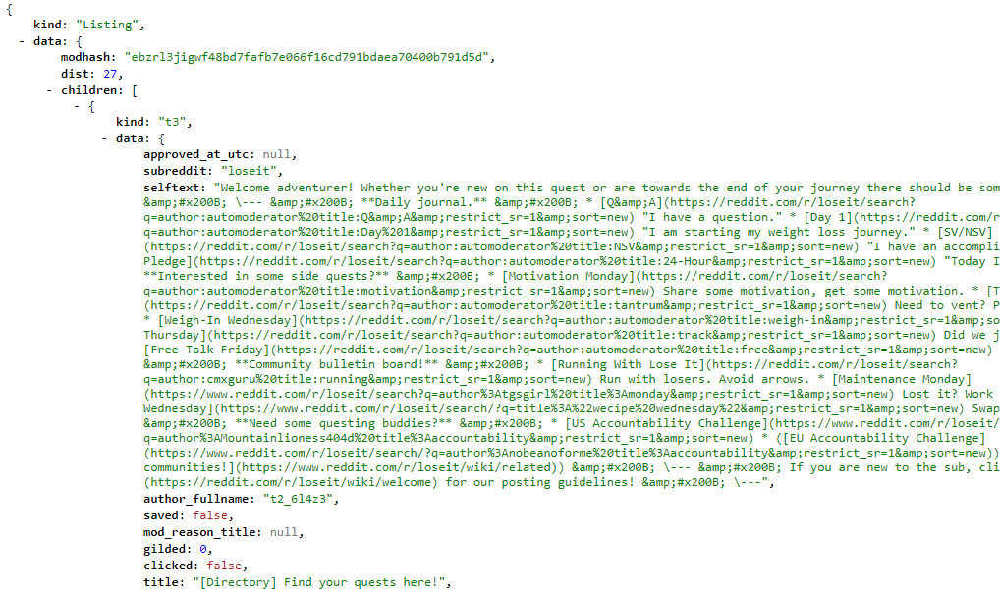 {
kind: "Listing",
- data: {
modhash: "ebzrl3jigwf48bd7fafb7e066f16cd791bdaea70400b791d5d",
dist: 27,
- children: [
- {
kind: "t3",
- data: {
approved_at_utc: null,
subreddit: "loseit",
selftext: "Welcome adventurer! Whether you're new on this quest or are towards the end of your journey there should be som
&amp;#x200B; \--- &amp;#x200B; **Daily journal.** &amp;#x200B; * [Q&amp;A](https://reddit.com/r/loseit/search?
q=author:automoderator%20title:Q&amp;A&amp;restrict_sr=1&amp;sort=new) "I have a question." * [Day 1](https://reddit.com/r
q=author:automoderator%20title:Day%201&amp;restrict_sr=1&amp;sort=new) "I am starting my weight loss journey." * [SV/NSV]
(https://reddit.com/r/loseit/search?q=author:automoderator%20title:NSV&amp;restrict_sr=1&amp;sort=new) "I have an accompli
Pledge](https://reddit.com/r/loseit/search?q=author:automoderator%20title:24-Hour&amp;restrict_sr=1&amp;sort=new) "Today I
**Interested in some side quests?** &amp;#x200B; * [Motivation Monday](https://reddit.com/r/loseit/search?
q=author:automoderator%20title:motivation&amp;restrict_sr=1&amp;sort=new) Share some motivation, get some motivation. * [T
(https://reddit.com/r/loseit/search?q=author:automoderator%20title:tantrum&amp;restrict_sr=1&amp;sort=new) Need to vent? P
* [Weigh-In Wednesday](https://reddit.com/r/loseit/search?q=author:automoderator%20title:weigh-in&amp;restrict_sr=1&amp;so
Thursday](https://reddit.com/r/loseit/search?q=author:automoderator%20title:track&amp;restrict_sr=1&amp;sort=new) Did we j
[Free Talk Friday](https://reddit.com/r/loseit/search?q=author:automoderator%20title:free&amp;restrict_sr=1&amp;sort=new)
&amp;#x200B; **Community bulletin board!** &amp;#x200B; * [Running With Lose It](https://reddit.com/r/loseit/search?
q=author:cmxguru%20title:running&amp;restrict_sr=1&amp;sort=new) Run with losers. Avoid arrows. * [Maintenance Monday]
(https://www.reddit.com/r/loseit/search?q=author%3Atgsgirl%20title%3Amonday&amp;restrict_sr=1&amp;sort=new) Lost it? Work
Wednesday](https://www.reddit.com/r/loseit/search/?q=title%3A%22wecipe%20wednesday%22&amp;restrict_sr=1&amp;sort=new) Swap
&amp;#x200B; **Need some questing buddies?** &amp;#x200B; * [US Accountability Challenge](https://www.reddit.com/r/loseit/
q=author%3AMountainlioness404d%20title%3Aaccountability&amp;restrict_sr=1&amp;sort=new) * ([EU Accountability Challenge]
(https://www.reddit.com/r/loseit/search/?q=author%3Anobeanoforme%20title%3Aaccountability&amp;restrict_sr=1&amp;sort=new))
communities!](https://www.reddit.com/r/loseit/wiki/related)) &amp;#x200B; \--- &amp;#x200B; If you are new to the sub, cli
(https://reddit.com/r/loseit/wiki/welcome) for our posting guidelines! &amp;#x200B; \---",
author_fullname: "t2_6l4z3",
saved: false,
mod_reason_title: null,
gilded: 0,
clicked: false,
title: "[Directory] Find your quests here!",